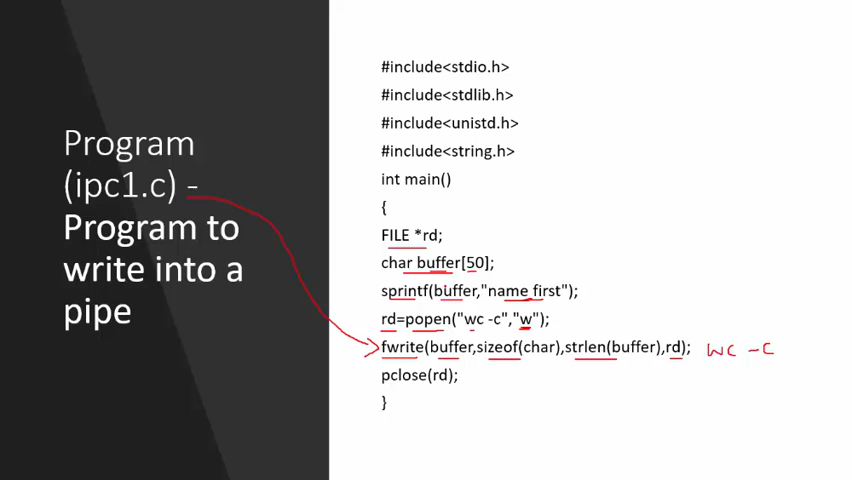 Program
(ipc1.c) -
Program to
write into a
pipe
#include<stdio.h>
#include<stdlib.h>
#include<unistd.h>
#include<string.h>
int main()
{
FILE *rd;
char buffer[50];
sprintf(buffer,"name first");
rd=popen("wc -c","w");
fwrite(buffer,sizeof(char),strlen(buffer),rd); wc -c
pclose(rd);
}